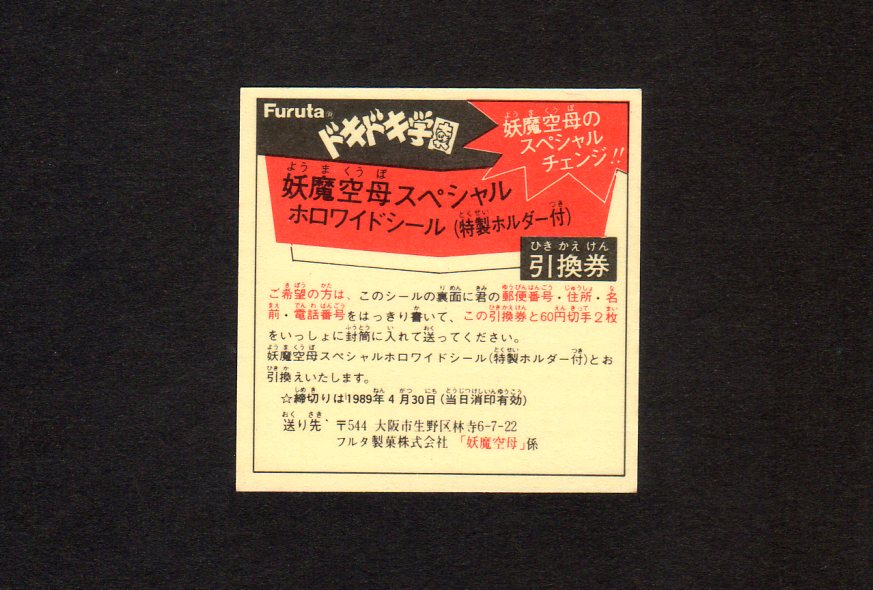 Furuta®
ドキドキ学園
妖魔空母の
スペシャル
チェンジ!!
妖魔空母スペシャル
ホロワイドシール(特製ホルダー付)
引換券
ご希望の方は、このシールの裏面に君の郵便番号・住所・名
前・電話番号をはっきり書いて、この引換券と60円切手2枚
をいっしょに封筒に入れて送ってください。
妖魔空母スペシャルホロワイドシール(特製ホルダー付)とお
引換えいたします。
☆締切りは1989年4月30日(当日消印有効)
送り先 〒544 大阪市生野区林寺6-7-22
フルタ製菓株式会社「妖魔空母」係